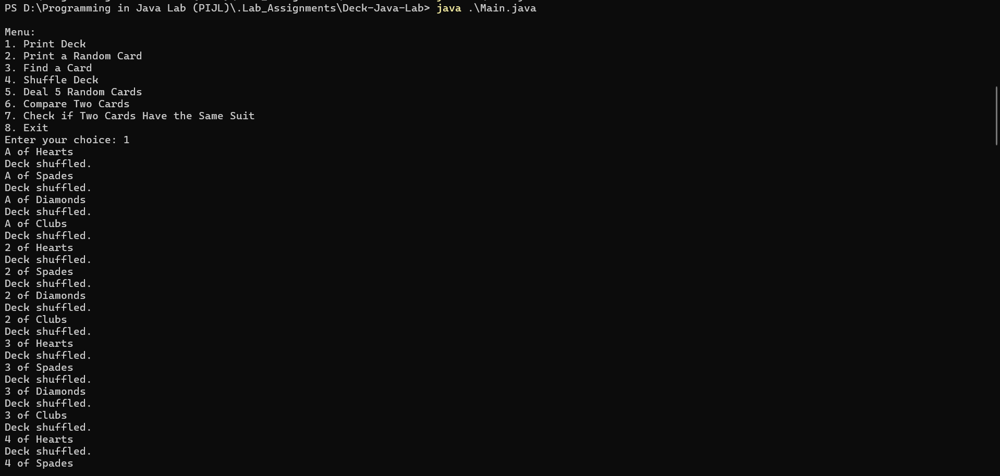 PS D:\Programming in Java Lab (PIJL)\.Lab_Assignments\Deck-Java-Lab> java .\Main.java
Menu:
1. Print Deck
2. Print a Random Card
3. Find a Card
4. Shuffle Deck
5. Deal 5 Random Cards
6. Compare Two Cards
7. Check if Two Cards Have the Same Suit
8. Exit
Enter your choice: 1
A of Hearts
Deck shuffled.
A of Spades
Deck shuffled.
A of Diamonds
Deck shuffled.
A of Clubs
Deck shuffled.
2 of Hearts
Deck shuffled.
2 of Spades
Deck shuffled.
2 of Diamonds
Deck shuffled.
2 of Clubs
Deck shuffled.
3 of Hearts
Deck shuffled.
3 of Spades
Deck shuffled.
3 of Diamonds
Deck shuffled.
3 of Clubs
Deck shuffled.
4 of Hearts
Deck shuffled.
4 of Spades